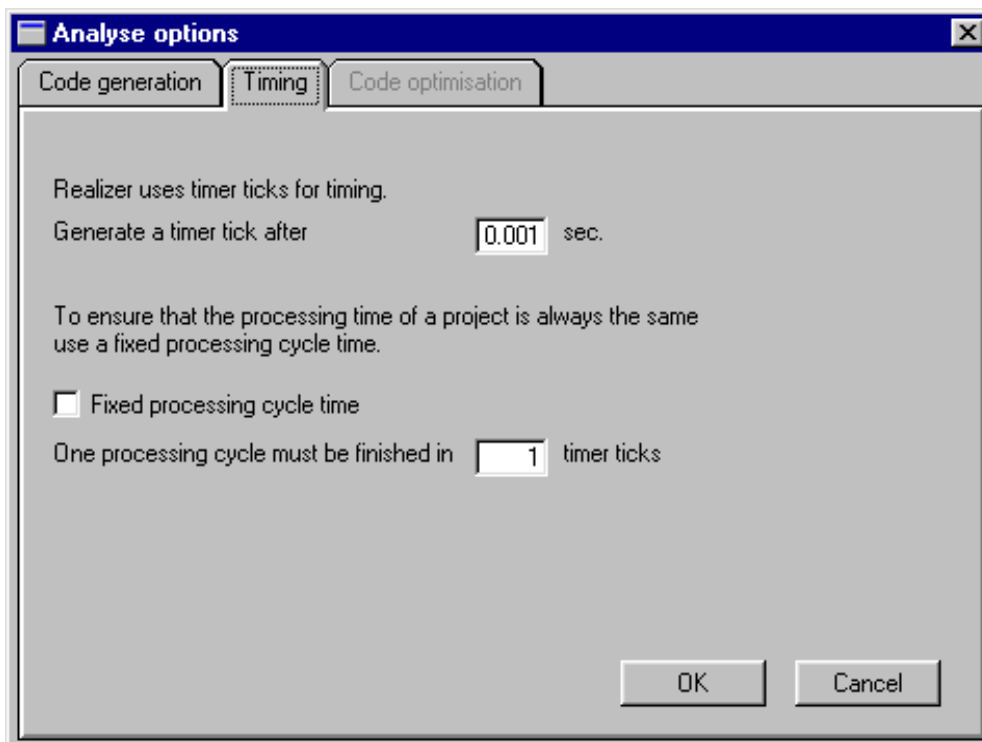 Analyse options
Code generation Timing Code optimisation
Realizer uses timer ticks for timing.
Generate a timer tick after 0.001 sec.
To ensure that the processing time of a project is always the same
use a fixed processing cycle time.
Fixed processing cycle time
One processing cycle must be finished in 1 timer ticks
OK Cancel